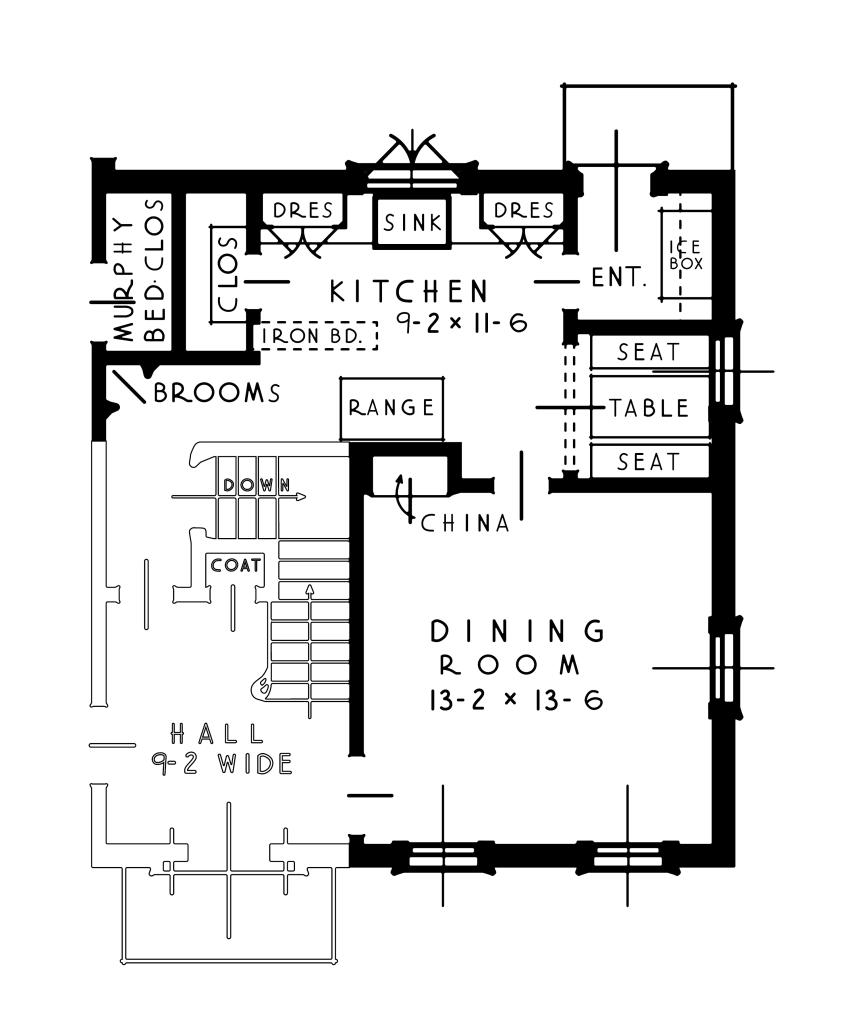 DRES
SINK
DRES
MURPHY
BED·CLOS
CLOS
ICE
BOX
ENT.
KITCHEN
9-2 × 11-6
IRON BD.
SEAT
BROOMS
RANGE
TABLE
SEAT
DOWN
CHINA
COAT
DINING
ROOM
13-2 × 13-6
HALL
9-2 WIDE